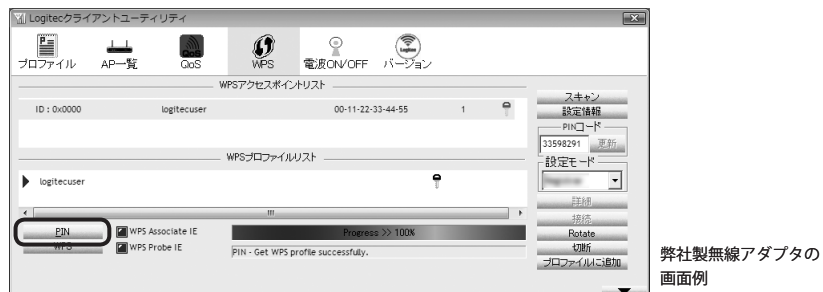 Logitecクライアントユーティリティ
プロファイル AP一覧 QoS WPS 電波ON/OFF バージョン
WPSアクセスポイントリスト
ID : 0x0000 logitecuser 00-11-22-33-44-55 1
WPSプロファイルリスト
logitecuser
スキャン
設定情報
PINコード
33598291 更新
設定モード
詳細
接続
Rotate
切断
プロファイルに追加
PIN WPS Associate IE Progress >> 100%
WPS WPS Probe IE PIN - Get WPS profile successfully.
弊社製無線アダプタの
画面例